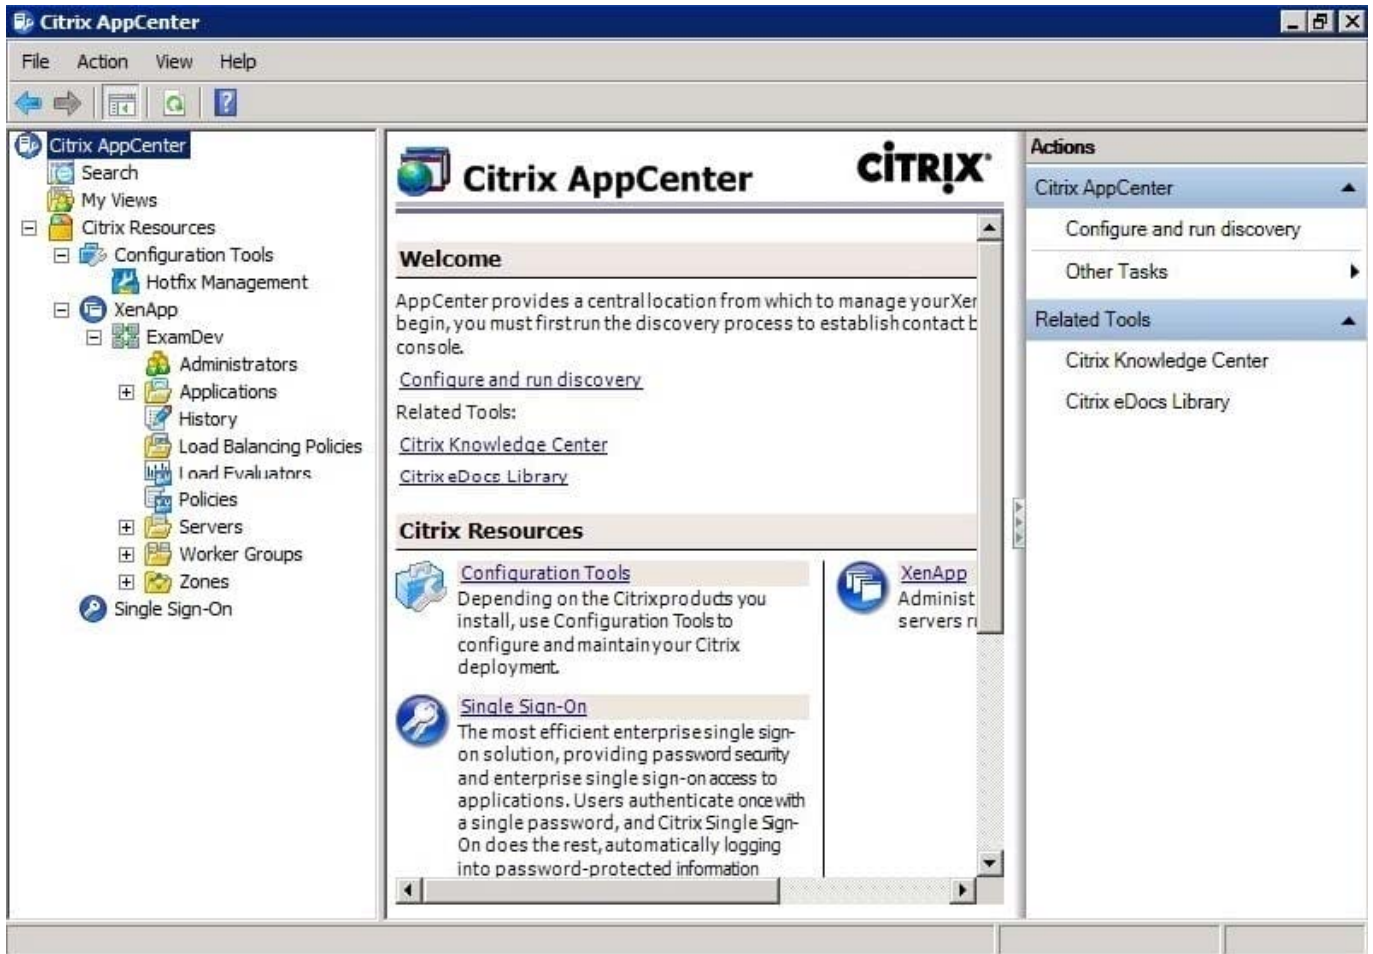 Citrix AppCenter
File Action View Help
Citrix AppCenter
Search
My Views
Citrix Resources
Configuration Tools
Hotfix Management
XenApp
ExamDev
Administrators
Applications
History
Load Balancing Policies
Load Evaluators
Policies
Servers
Worker Groups
Zones
Single Sign-On
Citrix AppCenter
CITRIX
Welcome
AppCenter provides a central location from which to manage your Xer
begin, you must first run the discovery process to establish contact b
console.
Configure and run discovery
Related Tools:
Citrix Knowledge Center
Citrix eDocs Library
Citrix Resources
Configuration Tools
Depending on the Citrix products you
install, use Configuration Tools to
configure and maintain your Citrix
deployment.
Single Sign-On
The most efficient enterprise single sign-
on solution, providing password security
and enterprise single sign-on access to
applications. Users authenticate once with
a single password, and Citrix Single Sign-
On does the rest, automatically logging
into password-protected information
XenApp
Administ
servers ru
Actions
Citrix AppCenter
Configure and run discovery
Other Tasks
Related Tools
Citrix Knowledge Center
Citrix eDocs Library